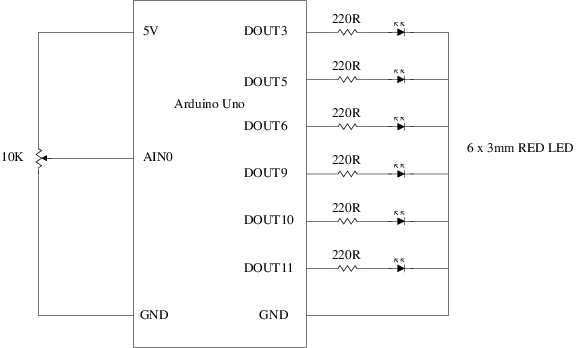 220R
5V
DOUT3
220R
DOUT5
Arduino Uno
220R
DOUT6
6 x 3mm RED LED
10K
AIN0
220R
DOUT9
220R
DOUT10
220R
DOUT11
GND
GND